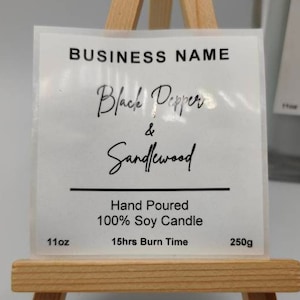 BUSINESS NAME
Black Pepper
&
Sandlewood
Hand Poured
100% Soy Candle
11oz 15hrs Burn Time 250g